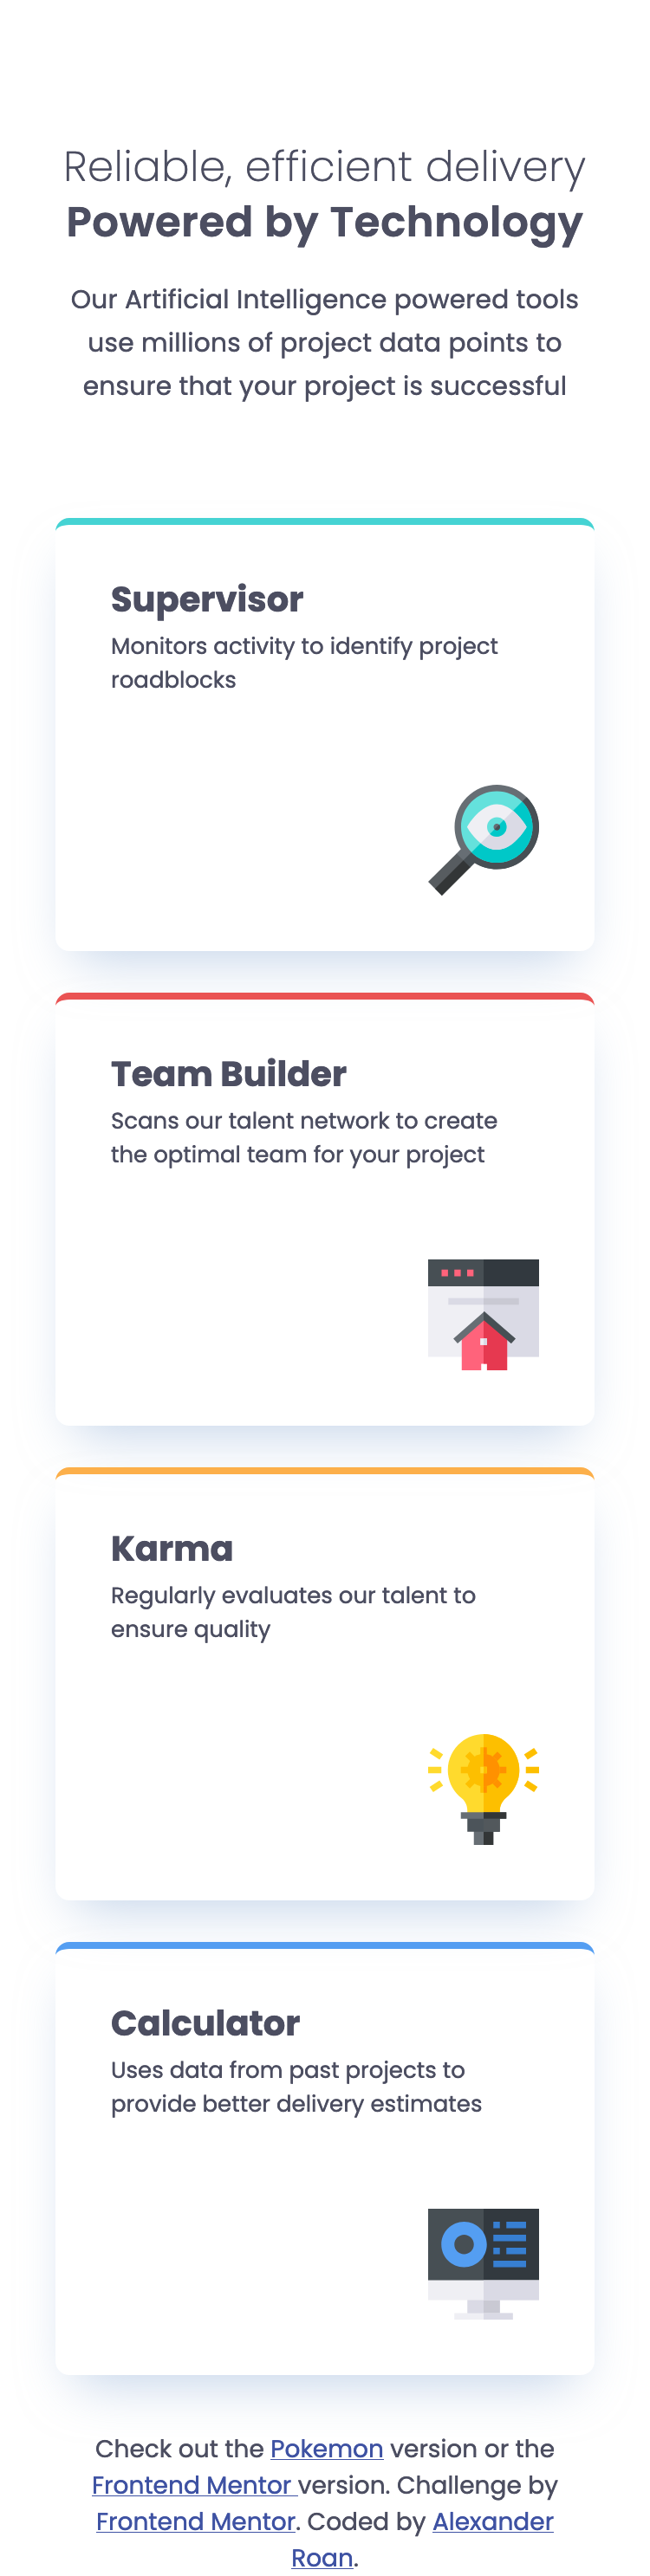 Reliable, efficient delivery
Powered by Technology
Our Artificial Intelligence powered tools
use millions of project data points to
ensure that your project is successful
Supervisor
Monitors activity to identify project
roadblocks
Team Builder
Scans our talent network to create
the optimal team for your project
Karma
Regularly evaluates our talent to
ensure quality
Calculator
Uses data from past projects to
provide better delivery estimates
Check out the Pokemon version or the
Frontend Mentor version. Challenge by
Frontend Mentor. Coded by Alexander
Roan.